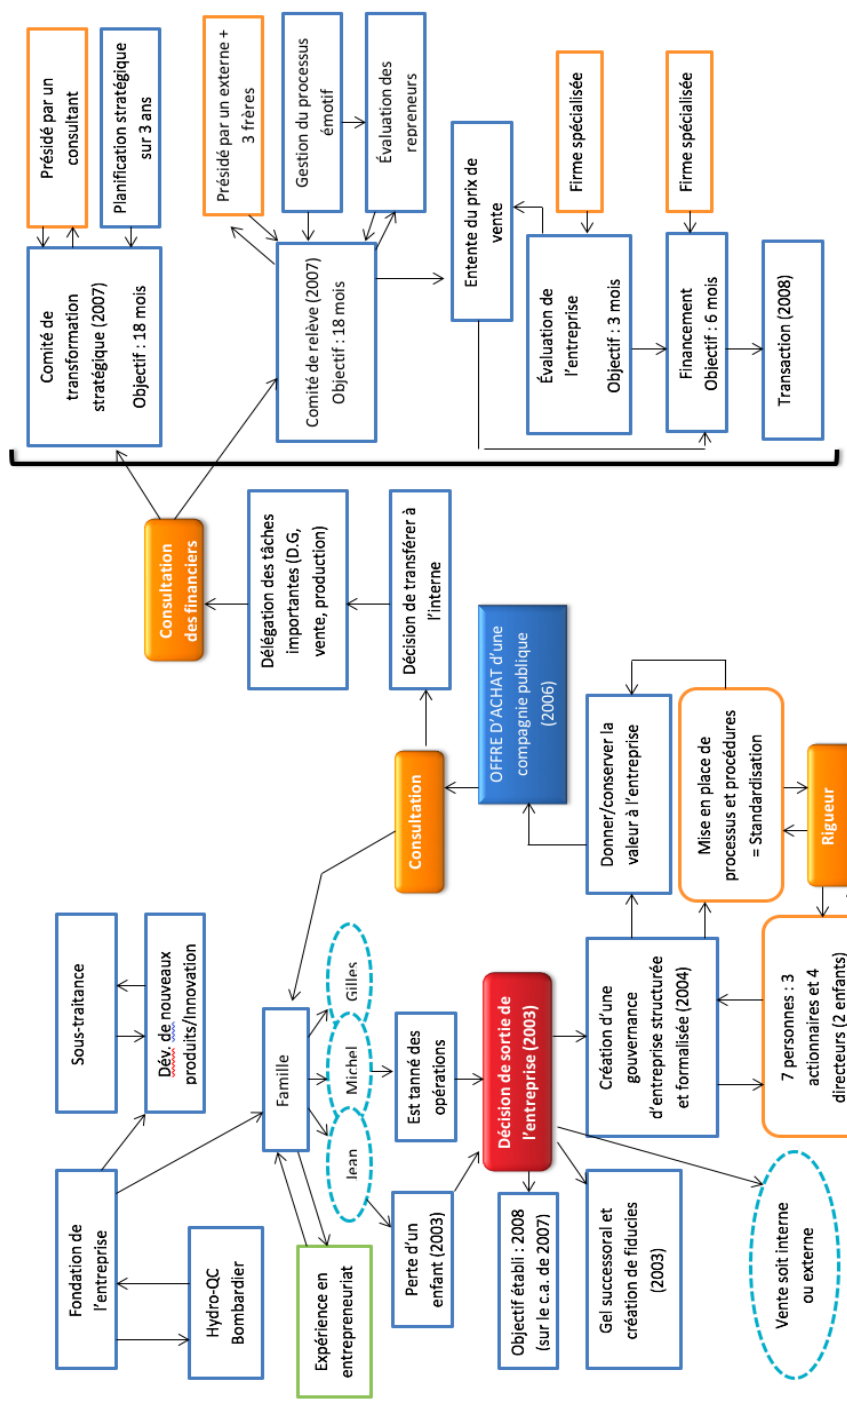 Fondation de
l'entreprise
Hydro-QC
Bombardier
Sous-traitance
Dév. de nouveaux
produits/Innovation
Famille
Expérience en
entrepreneuriat
Jean
Michel
Gilles
Perte d'un
enfant (2003)
Est tanné des
opérations
Décision de sortie de
l'entreprise (2003)
Objectif établi : 2008
(sur le c.a. de 2007)
Gel successoral et
création de fiducies
(2003)
Vente soit interne
ou externe
Création d'une
gouvernance
d'entreprise structurée
et formalisée (2004)
7 personnes : 3
actionnaires et 4
directeurs (2 enfants)
Donner/conserver la
valeur à l'entreprise
Mise en place de
processus et procédures
= Standardisation
Rigueur
OFFRE D'ACHAT d'une
compagnie publique
(2006)
Consultation
Décision de transférer à
l'interne
Délégation des tâches
importantes (D.G,
vente, production)
Consultation
des financiers
Comité de
transformation
stratégique (2007)
Objectif : 18 mois
Présidé par un
consultant
Planification stratégique
sur 3 ans
Comité de relève (2007)
Objectif : 18 mois
Présidé par un externe +
3 frères
Gestion du processus
émotif
Évaluation des
repreneurs
Entente du prix de
vente
Évaluation de
l'entreprise
Objectif : 3 mois
Firme spécialisée
Financement
Objectif : 6 mois
Firme spécialisée
Transaction (2008)